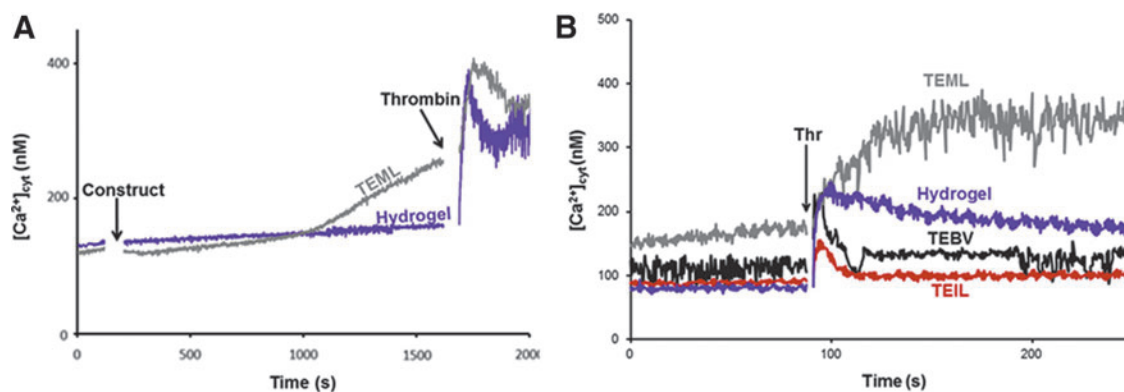 A
400
200
0
[Ca²⁺]cyt (nM)
Construct
TEML
Hydrogel
Thrombin
0
500
1000
1500
Time (s)
B
500
400
300
200
100
0
[Ca²⁺]cyt (nM)
Thr
TEML
Hydrogel
TEBV
TEIL
0
100
200
Time (s)